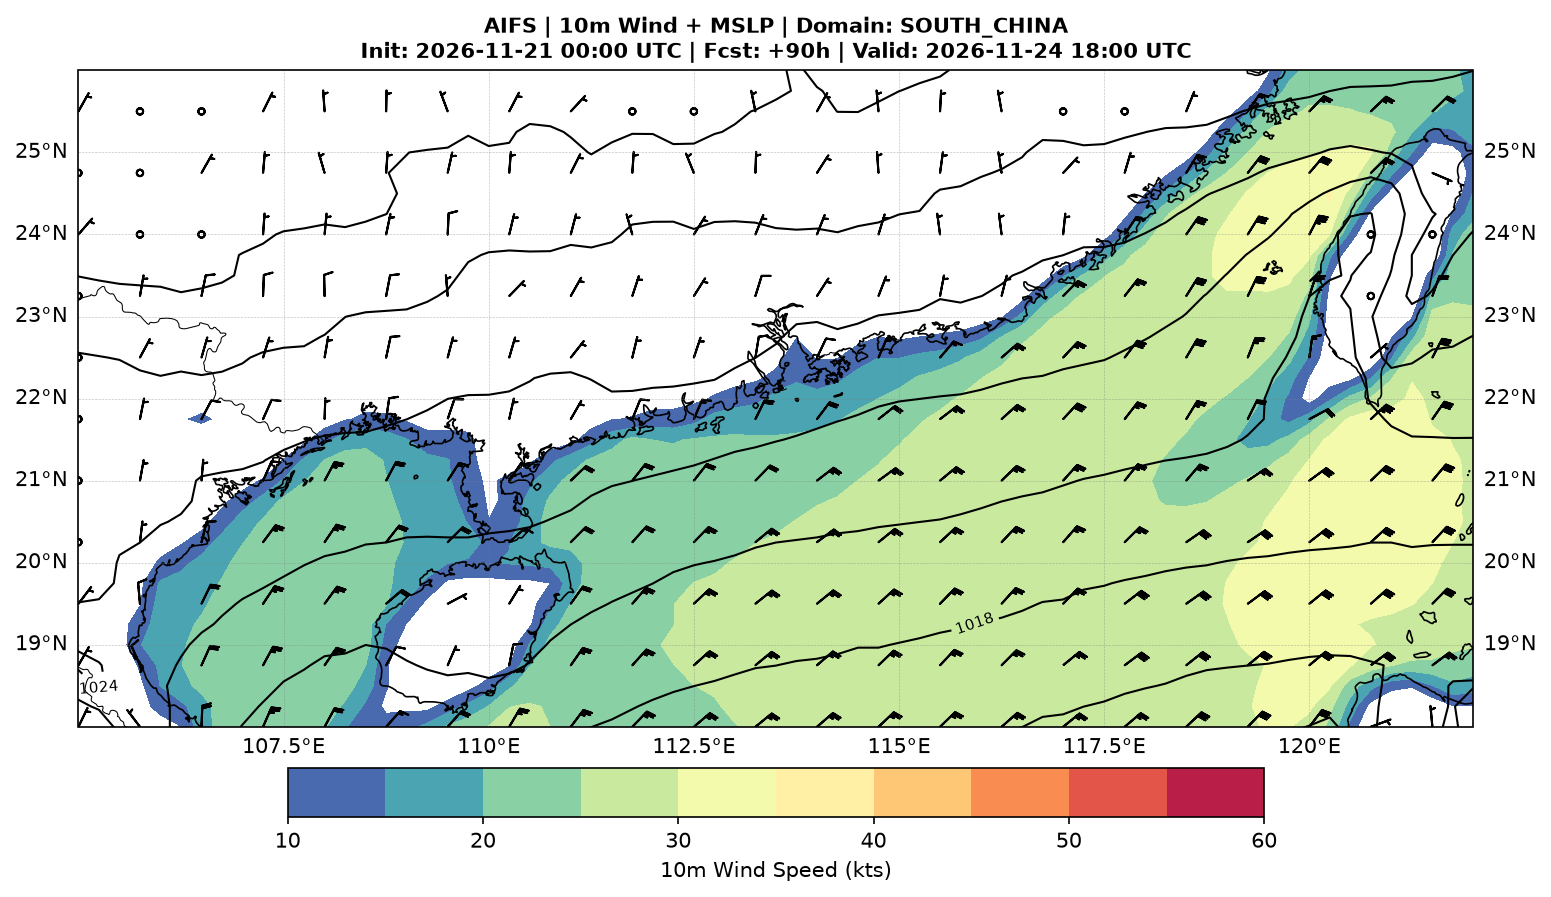 AIFS | 10m Wind + MSLP | Domain: SOUTH_CHINA
Init: 2026-11-21 00:00 UTC | Fcst: +90h | Valid: 2026-11-24 18:00 UTC
25°N 25°N
24°N 24°N
23°N 23°N
22°N 22°N
21°N 21°N
20°N 20°N
19°N 19°N
1018
1024
107.5°E 110°E 112.5°E 115°E 117.5°E 120°E
10 20 30 40 50 60
10m Wind Speed (kts)